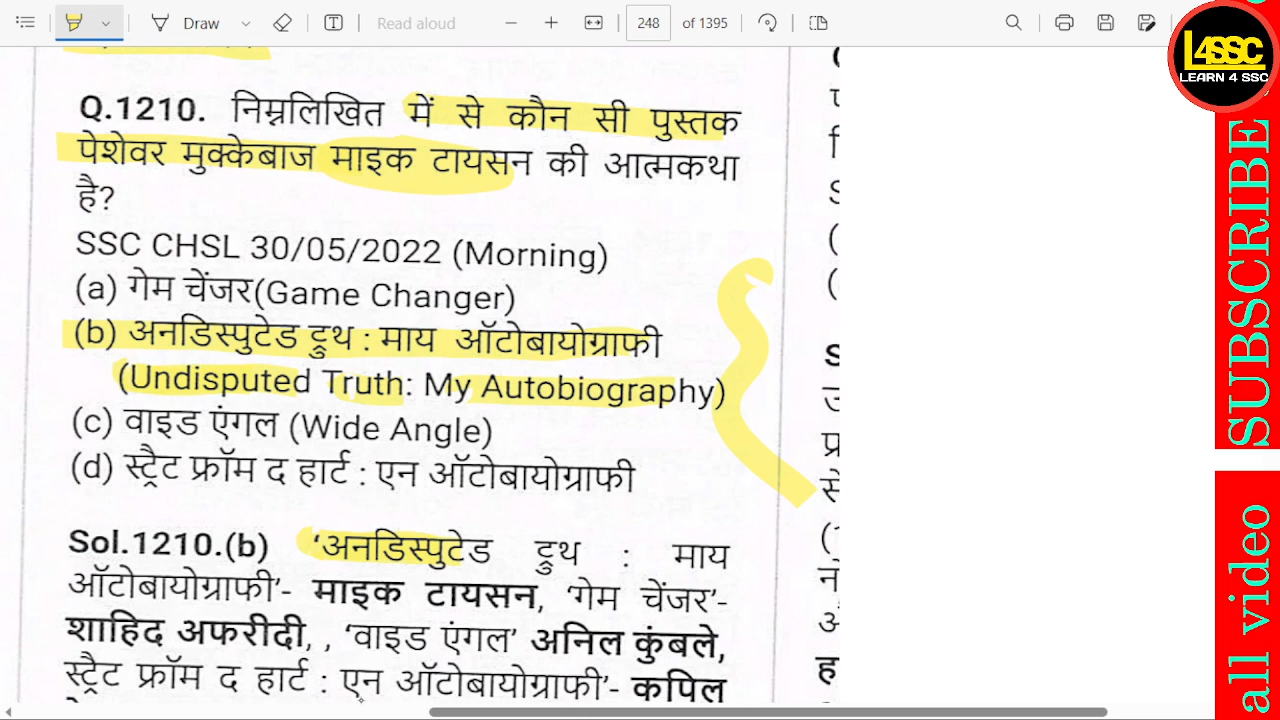 Draw
Read aloud
248 of 1395
L4SSC
LEARN 4 SSC
Q.1210. निम्नलिखित में से कौन सी पुस्तक
पेशेवर मुक्केबाज माइक टायसन की आत्मकथा
है?
SSC CHSL 30/05/2022 (Morning)
(a) गेम चेंजर(Game Changer)
(b) अनडिस्पुटेड ट्रुथ : माय ऑटोबायोग्राफी
(Undisputed Truth: My Autobiography)
(c) वाइड एंगल (Wide Angle)
(d) स्ट्रैट फ्रॉम द हार्ट : एन ऑटोबायोग्राफी
Sol.1210.(b) 'अनडिस्पुटेड ट्रुथ : माय
ऑटोबायोग्राफी'- माइक टायसन, 'गेम चेंजर'-
शाहिद अफरीदी, , 'वाइड एंगल' अनिल कुंबले,
स्ट्रैट फ्रॉम द हार्ट : एन ऑटोबायोग्राफी'- कपिल
SUBSCRIBE
all video